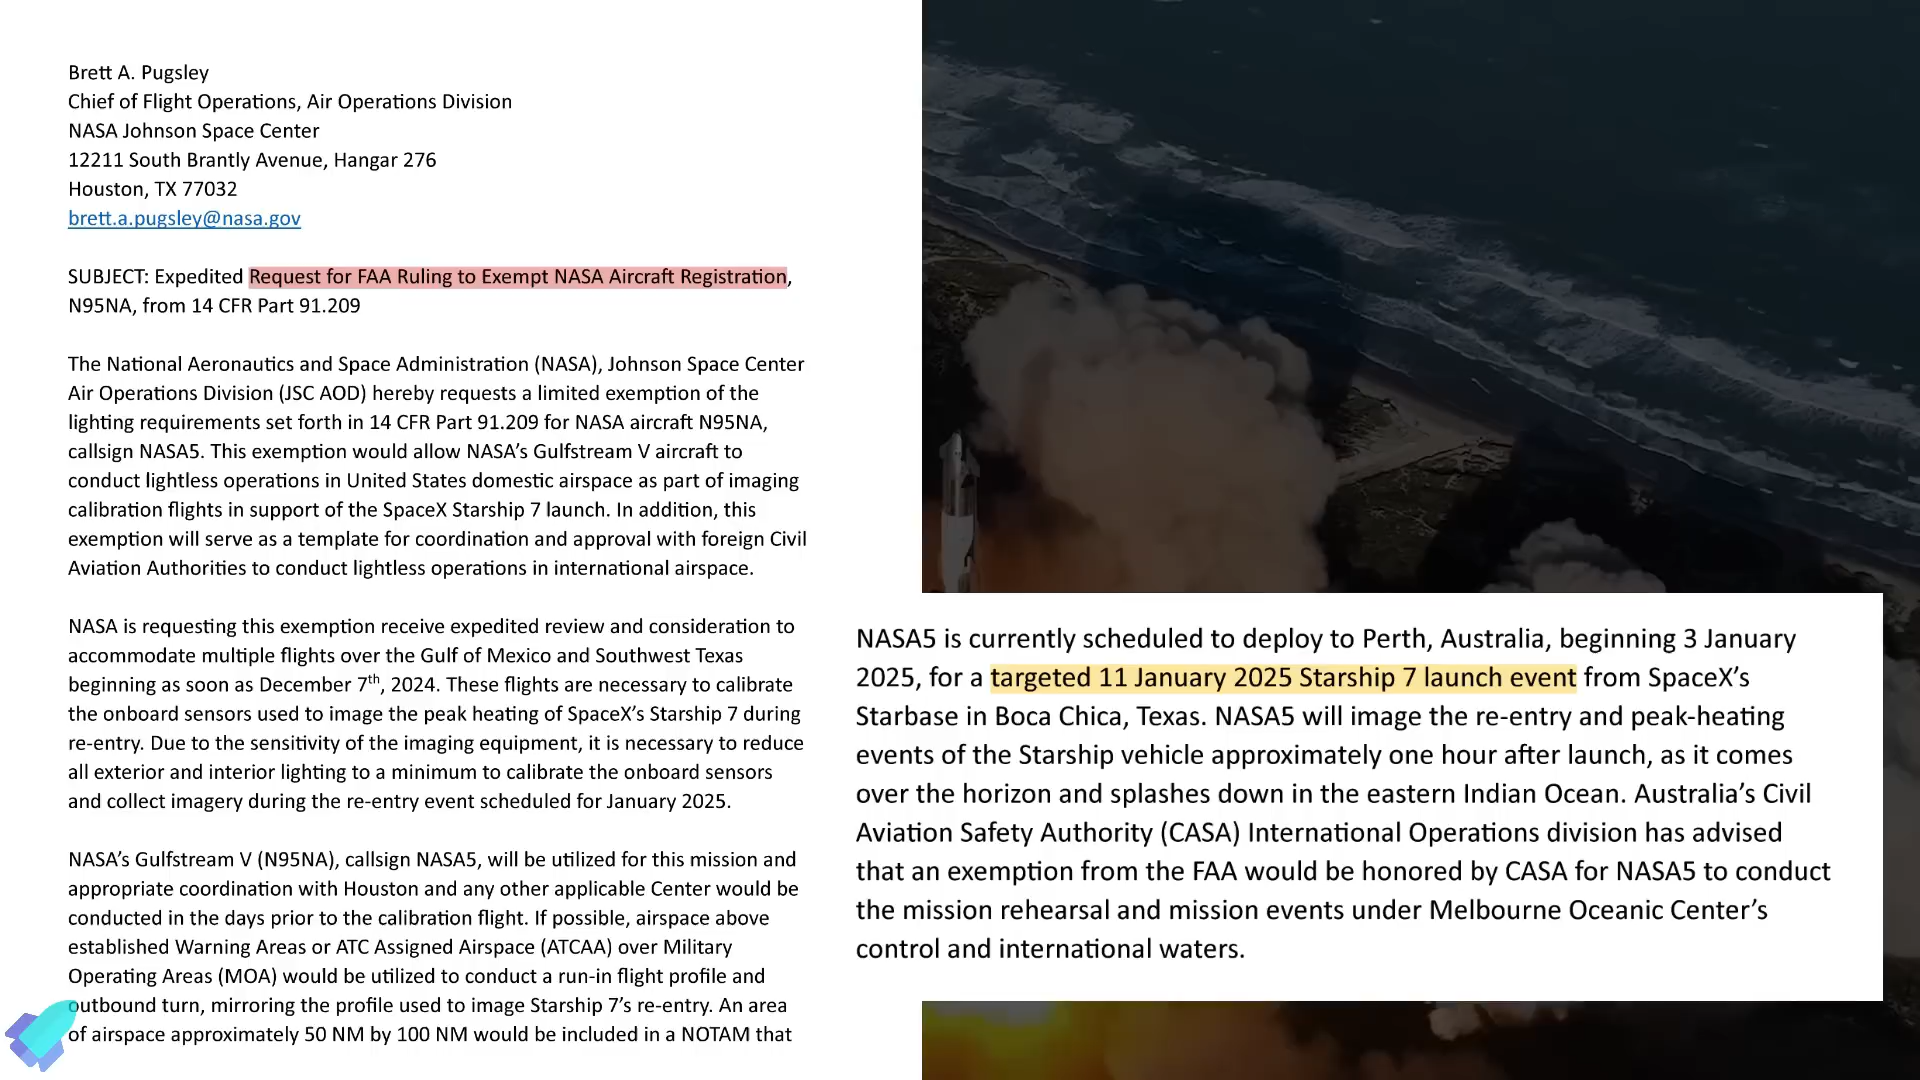 Brett A. Pugsley
Chief of Flight Operations, Air Operations Division
NASA Johnson Space Center
12211 South Brantly Avenue, Hangar 276
Houston, TX 77032
brett.a.pugsley@nasa.gov
SUBJECT: Expedited Request for FAA Ruling to Exempt NASA Aircraft Registration,
N95NA, from 14 CFR Part 91.209
The National Aeronautics and Space Administration (NASA), Johnson Space Center
Air Operations Division (JSC AOD) hereby requests a limited exemption of the
lighting requirements set forth in 14 CFR Part 91.209 for NASA aircraft N95NA,
callsign NASA5. This exemption would allow NASA’s Gulfstream V aircraft to
conduct lightless operations in United States domestic airspace as part of imaging
calibration flights in support of the SpaceX Starship 7 launch. In addition, this
exemption will serve as a template for coordination and approval with foreign Civil
Aviation Authorities to conduct lightless operations in international airspace.
NASA is requesting this exemption receive expedited review and consideration to
accommodate multiple flights over the Gulf of Mexico and Southwest Texas
beginning as soon as December 7th, 2024. These flights are necessary to calibrate
the onboard sensors used to image the peak heating of SpaceX’s Starship 7 during
re-entry. Due to the sensitivity of the imaging equipment, it is necessary to reduce
all exterior and interior lighting to a minimum to calibrate the onboard sensors
and collect imagery during the re-entry event scheduled for January 2025.
NASA’s Gulfstream V (N95NA), callsign NASA5, will be utilized for this mission and
appropriate coordination with Houston and any other applicable Center would be
conducted in the days prior to the calibration flight. If possible, airspace above
established Warning Areas or ATC Assigned Airspace (ATCAA) over Military
Operating Areas (MOA) would be utilized to conduct a run-in flight profile and
outbound turn, mirroring the profile used to image Starship 7’s re-entry. An area
of airspace approximately 50 NM by 100 NM would be included in a NOTAM that
NASA5 is currently scheduled to deploy to Perth, Australia, beginning 3 January
2025, for a targeted 11 January 2025 Starship 7 launch event from SpaceX’s
Starbase in Boca Chica, Texas. NASA5 will image the re-entry and peak-heating
events of the Starship vehicle approximately one hour after launch, as it comes
over the horizon and splashes down in the eastern Indian Ocean. Australia’s Civil
Aviation Safety Authority (CASA) International Operations division has advised
that an exemption from the FAA would be honored by CASA for NASA5 to conduct
the mission rehearsal and mission events under Melbourne Oceanic Center’s
control and international waters.